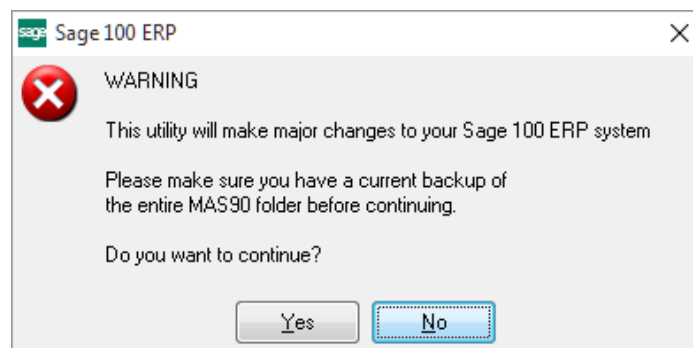 sage Sage 100 ERP
WARNING
This utility will make major changes to your Sage 100 ERP system
Please make sure you have a current backup of
the entire MAS90 folder before continuing.
Do you want to continue?
Yes No